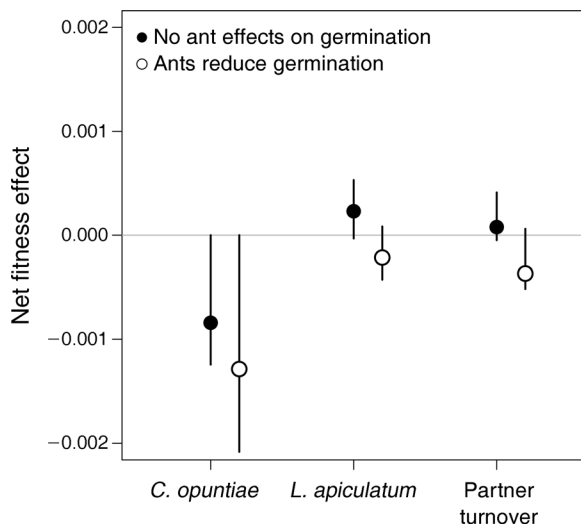 0.002
No ant effects on germination
Ants reduce germination
0.001
0.000
−0.001
−0.002
Net fitness effect
C. opuntiae
L. apiculatum
Partner
turnover